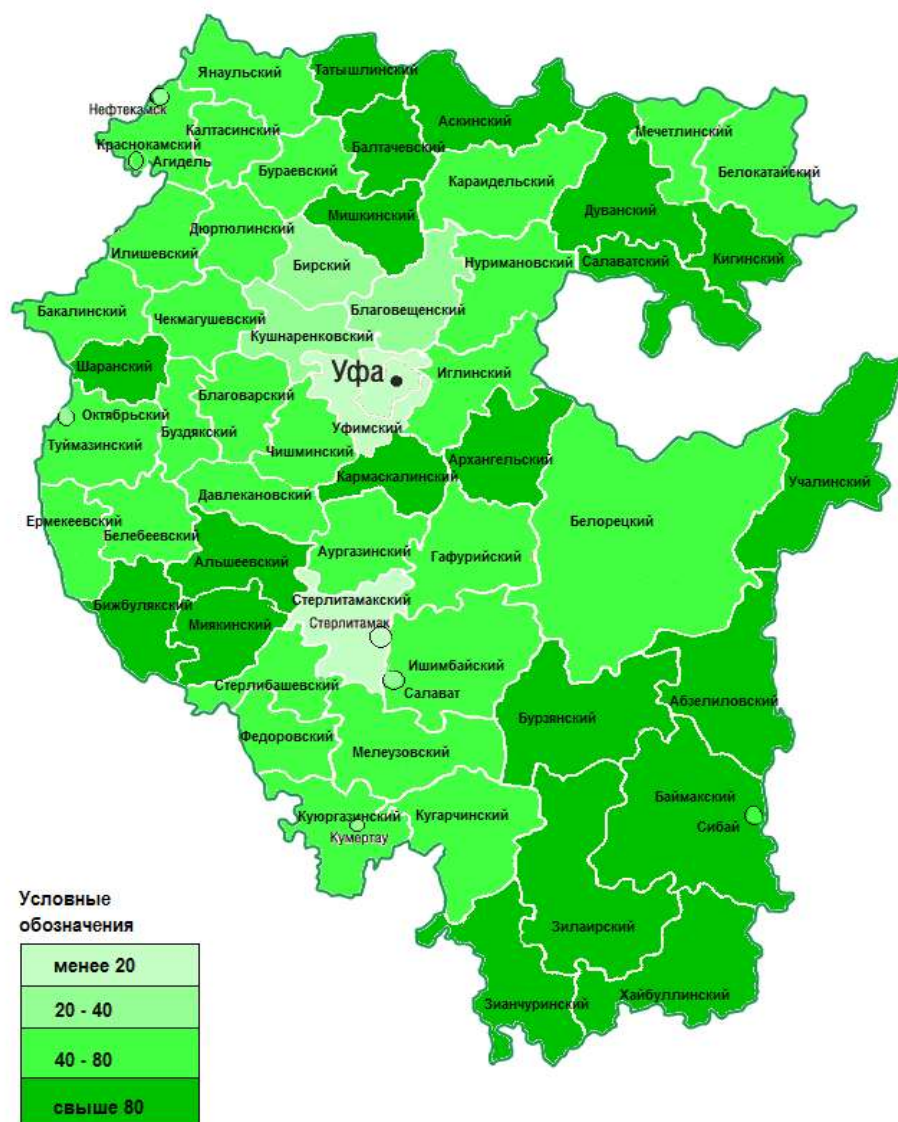 Янаульский
Татышлинский
Нефтекамск
Аскинский
Калтасинский
Мечетлинский
Краснокамский
Балтачевский
Агидель
Бураевский
Белокатайский
Караидельский
Мишкинский
Дуванский
Дюртюлинский
Илишевский
Бирский
Нуримановский
Салаватский
Кигинский
Бакалинский
Чекмагушевский
Благовещенский
Кушнаренковский
Шаранский
Уфа
Иглинский
Благоварский
Октябрьский
Уфимский
Туймазинский
Буздякский
Чишминский
Архангельский
Кармаскалинский
Учалинский
Давлекановский
Ермекеевский
Белорецкий
Белебеевский
Аургазинский
Гафурийский
Альшеевский
Стерлитамакский
Бижбулякский
Миякинский
Стерлитамак
Ишимбайский
Стерлибашевский
Салават
Абзелиловский
Бурзянский
Федоровский
Мелеузовский
Баймакский
Куюргазинский
Кугарчинский
Сибай
Кумертау
Зилаирский
Зианчуринский
Хайбуллинский
Условные
обозначения
менее 20
20 - 40
40 - 80
свыше 80